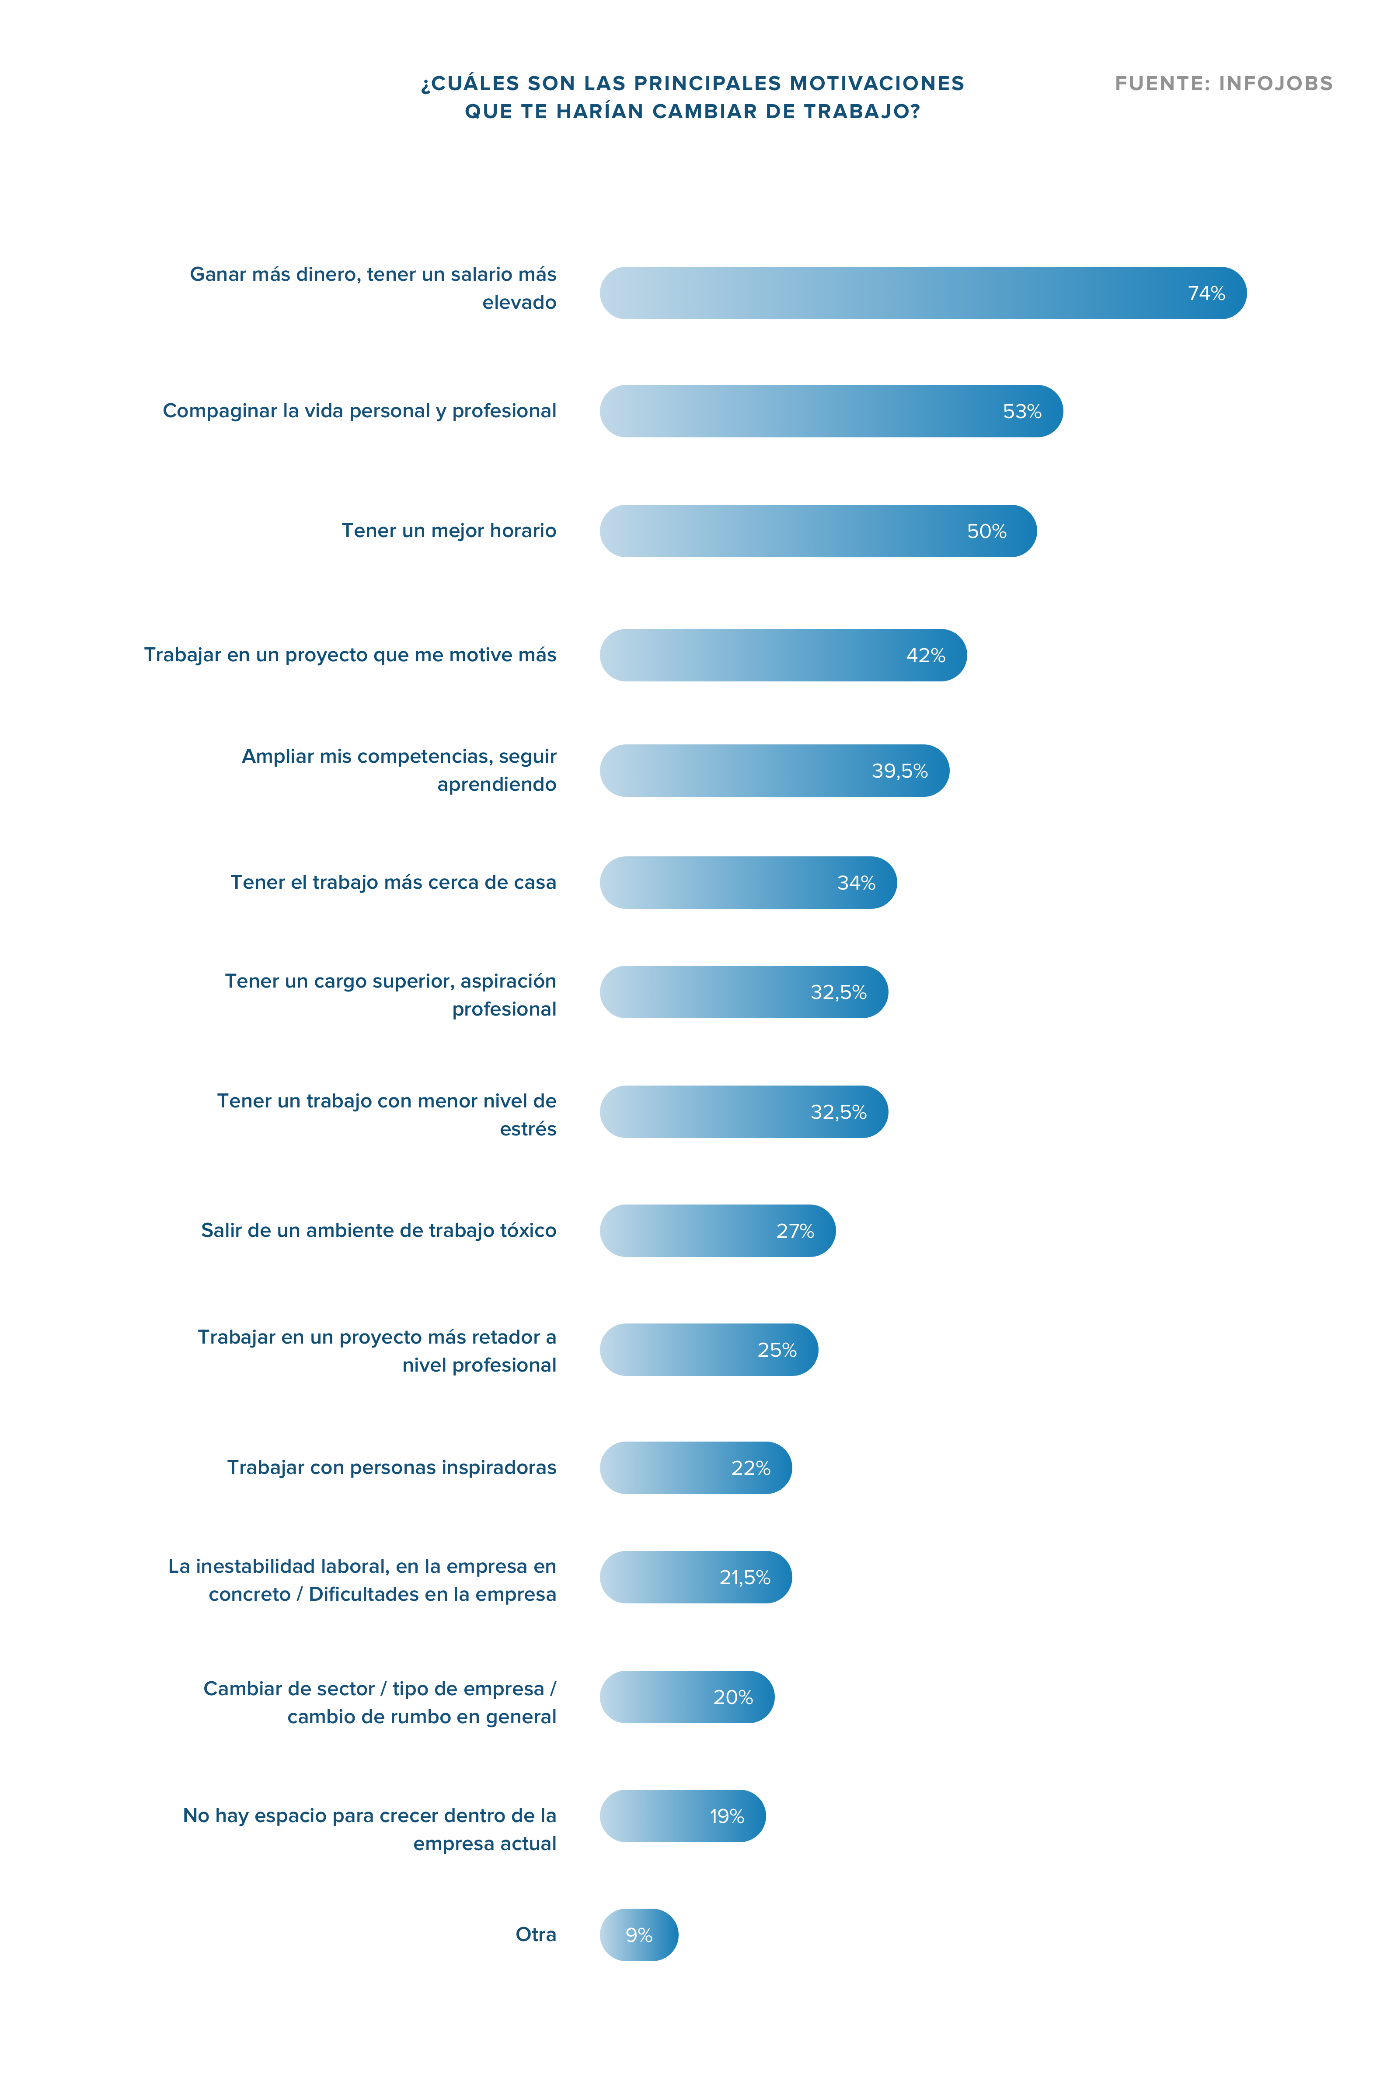 ¿CUÁLES SON LAS PRINCIPALES MOTIVACIONES
QUE TE HARÍAN CAMBIAR DE TRABAJO?
FUENTE: INFOJOBS
Ganar más dinero, tener un salario más
elevado
74%
Compaginar la vida personal y profesional
53%
Tener un mejor horario
50%
Trabajar en un proyecto que me motive más
42%
Ampliar mis competencias, seguir
aprendiendo
39,5%
Tener el trabajo más cerca de casa
34%
Tener un cargo superior, aspiración
profesional
32,5%
Tener un trabajo con menor nivel de
estrés
32,5%
Salir de un ambiente de trabajo tóxico
27%
Trabajar en un proyecto más retador a
nivel profesional
25%
Trabajar con personas inspiradoras
22%
La inestabilidad laboral, en la empresa en
concreto / Dificultades en la empresa
21,5%
Cambiar de sector / tipo de empresa /
cambio de rumbo en general
20%
No hay espacio para crecer dentro de la
empresa actual
19%
Otra
9%